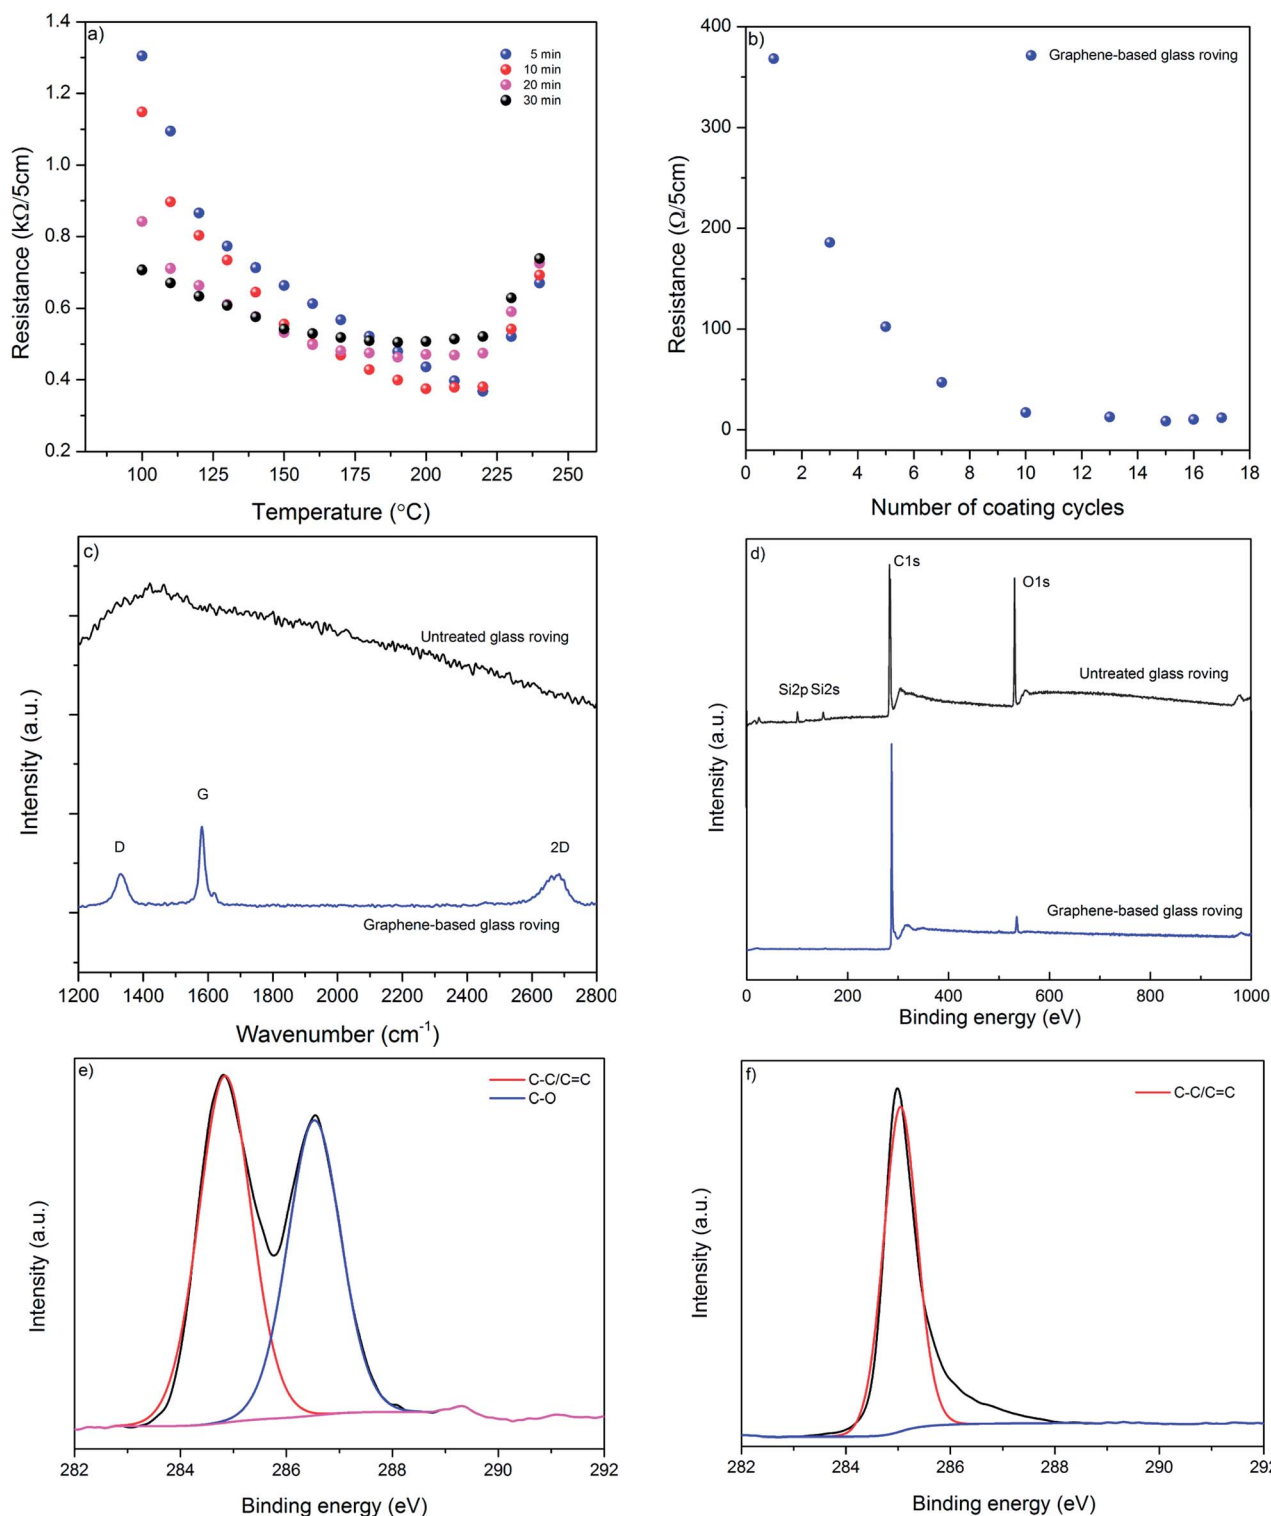 a)
5 min
10 min
20 min
30 min
1.4
1.2
1.0
0.8
0.6
0.4
0.2
Resistance (kΩ/5cm)
100 125 150 175 200 225 250
Temperature (°C)
b)
Graphene-based glass roving
400
300
200
100
0
Resistance (Ω/5cm)
0 2 4 6 8 10 12 14 16 18
Number of coating cycles
c)
Untreated glass roving
D
G
2D
Graphene-based glass roving
Intensity (a.u.)
1200 1400 1600 1800 2000 2200 2400 2600 2800
Wavenumber (cm⁻¹)
d)
C1s
O1s
Si2p Si2s
Untreated glass roving
Graphene-based glass roving
Intensity (a.u.)
0 200 400 600 800 1000
Binding energy (eV)
e)
C-C/C=C
C-O
Intensity (a.u.)
282 284 286 288 290 292
Binding energy (eV)
f)
C-C/C=C
Intensity (a.u.)
282 284 286 288 290 292
Binding energy (eV)